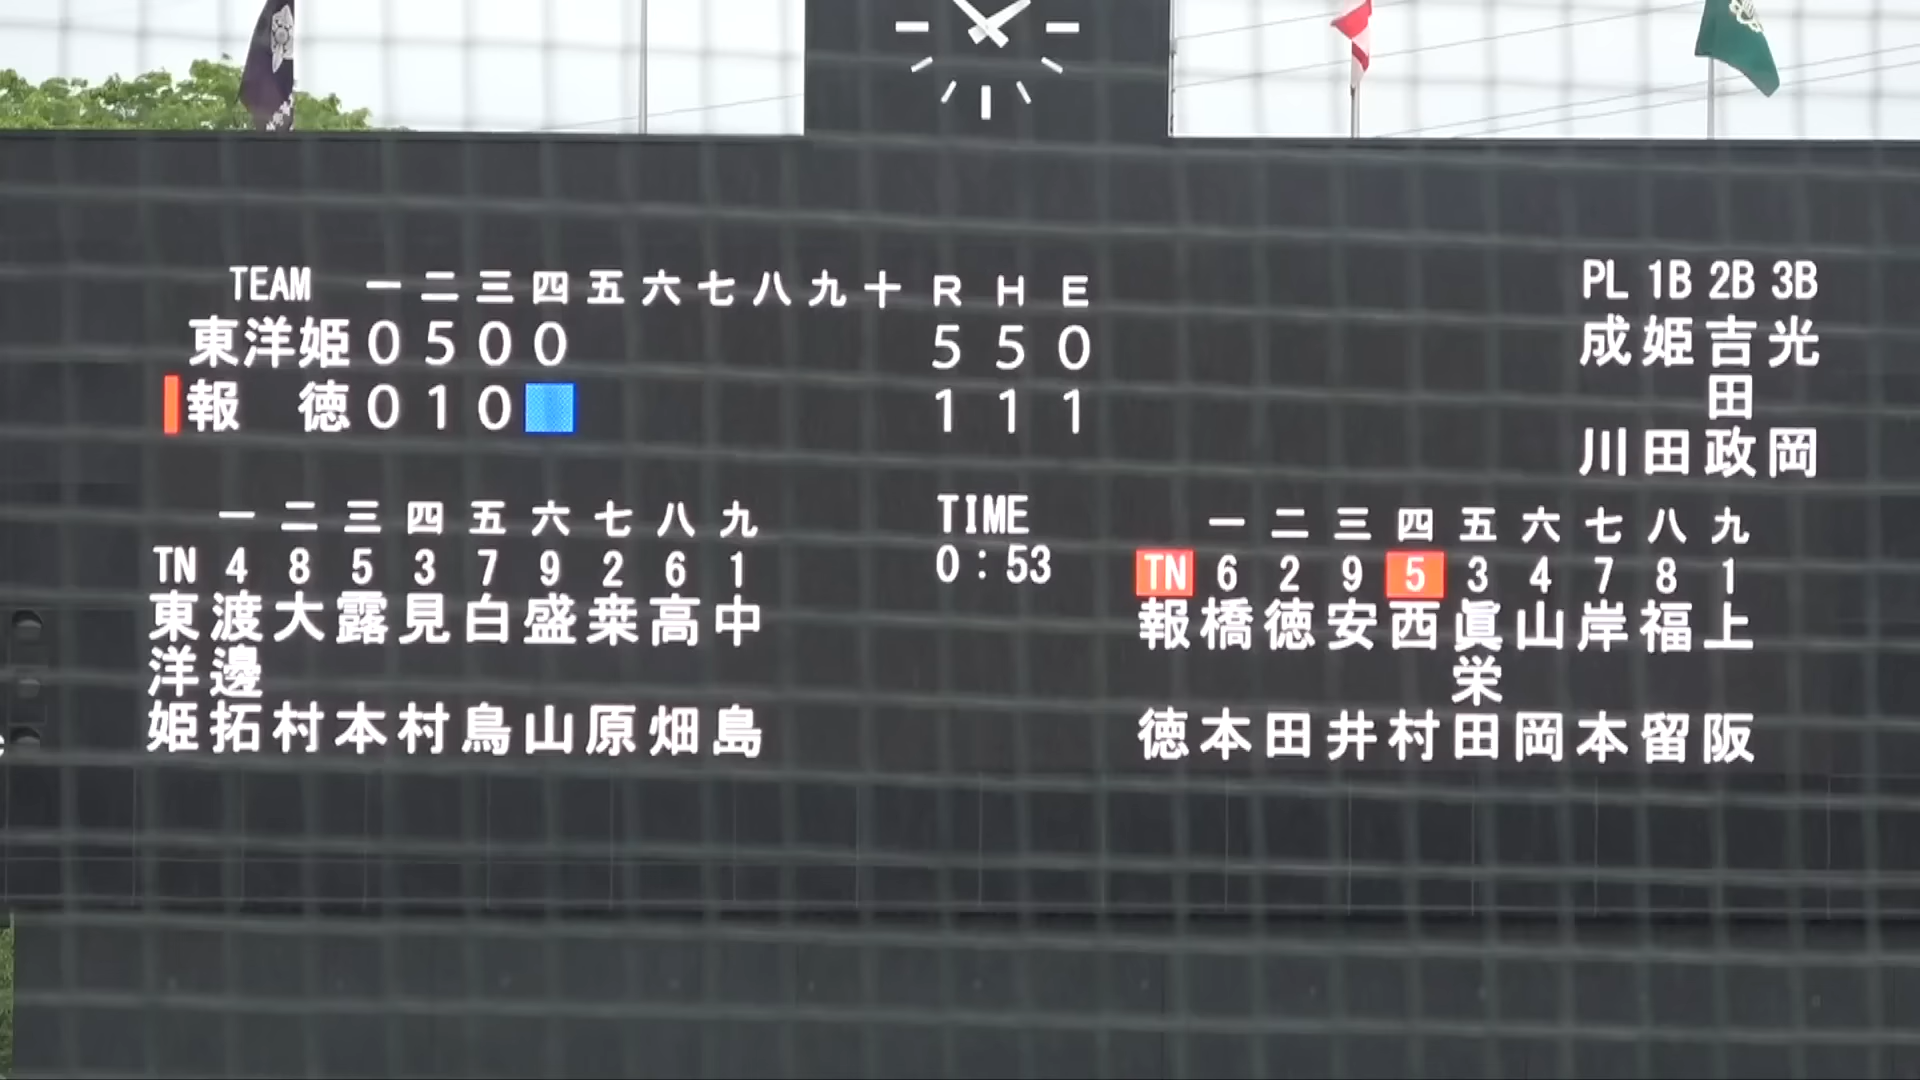 TEAM 一 二 三 四 五 六 七 八 九 十 R H E
東洋姫 0 5 0 0 5 5 0
報 徳 0 1 0 1 1 1
PL 1B 2B 3B
成 姫 吉 光
田
川 田 政 岡
一 二 三 四 五 六 七 八 九
TN 4 8 5 3 7 9 2 6 1
東 渡 大 露 見 白 盛 桒 高 中
洋 邊
姫 拓 村 本 村 鳥 山 原 畑 島
TIME
0:53
一 二 三 四 五 六 七 八 九
TN 6 2 9 5 3 4 7 8 1
報 橋 徳 安 西 眞 山 岸 福 上
栄
徳 本 田 井 村 田 岡 本 留 阪